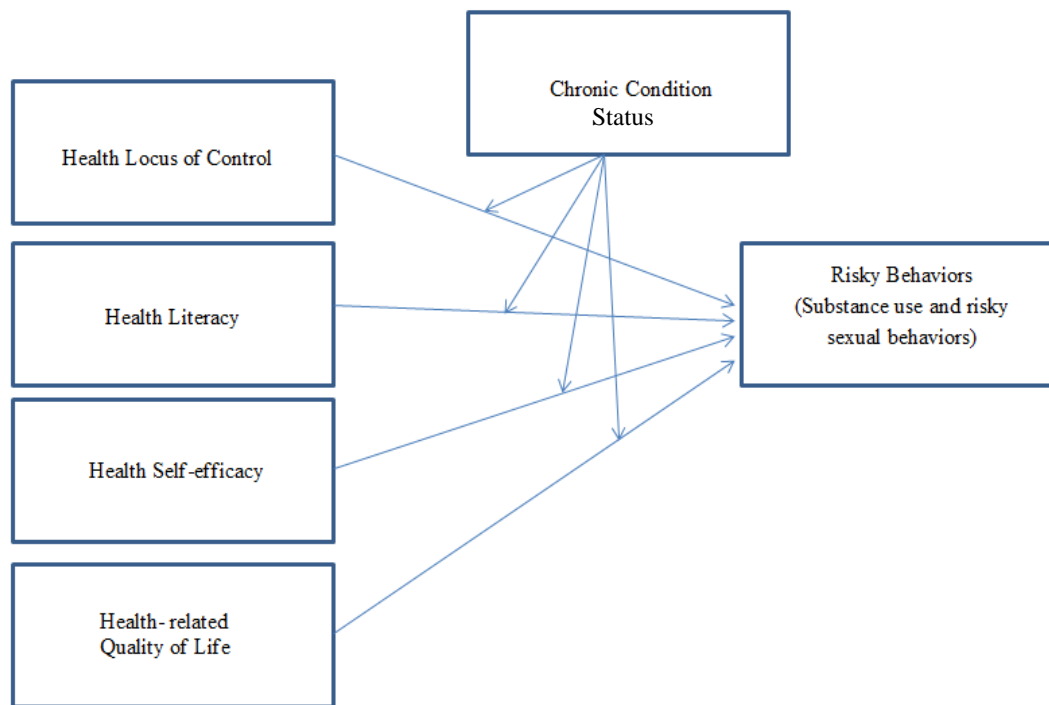 Chronic Condition
Status
Health Locus of Control
Risky Behaviors
(Substance use and risky
sexual behaviors)
Health Literacy
Health Self-efficacy
Health- related
Quality of Life